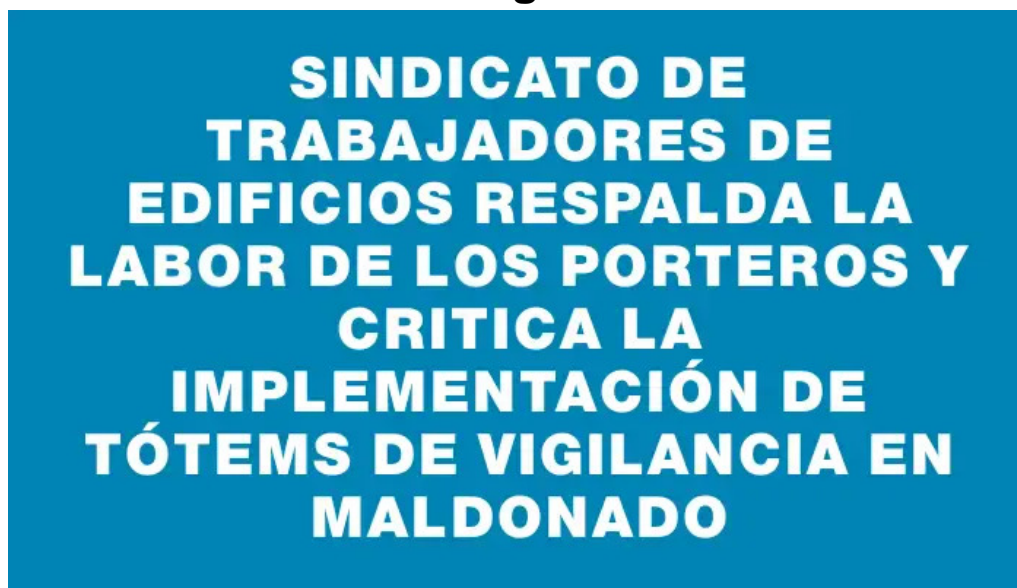 SINDICATO DE
TRABAJADORES DE
EDIFICIOS RESPALDA LA
LABOR DE LOS PORTEROS Y
CRITICA LA
IMPLEMENTACIÓN DE
TÓTEMS DE VIGILANCIA EN
MALDONADO